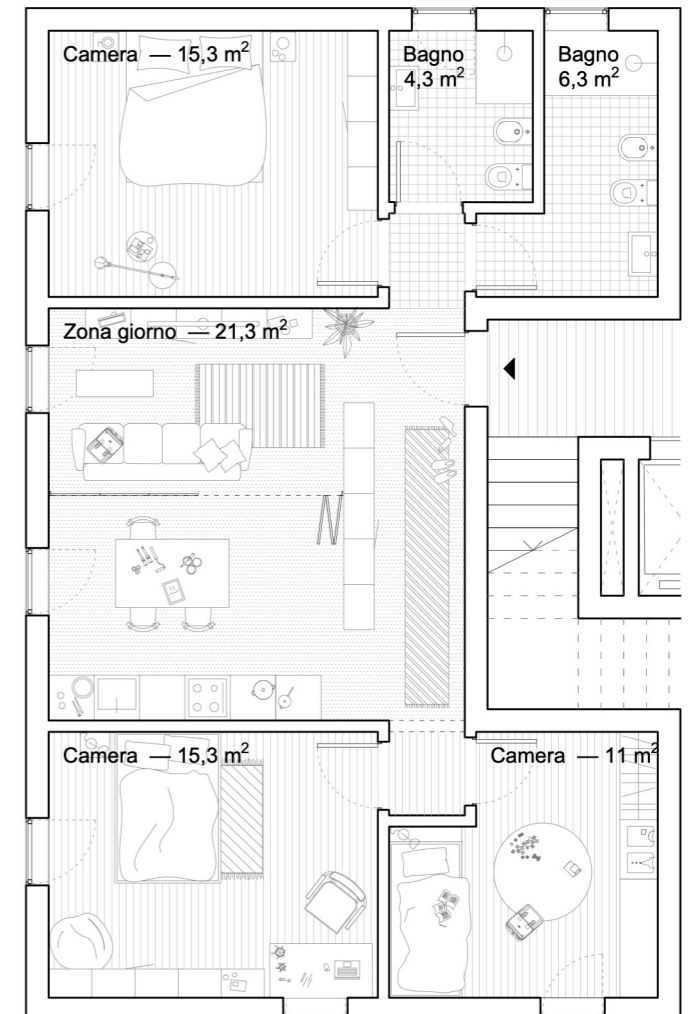 Camera — 15,3 m²
Bagno
4,3 m²
Bagno
6,3 m²
Zona giorno — 21,3 m²
Camera — 15,3 m²
Camera — 11 m²